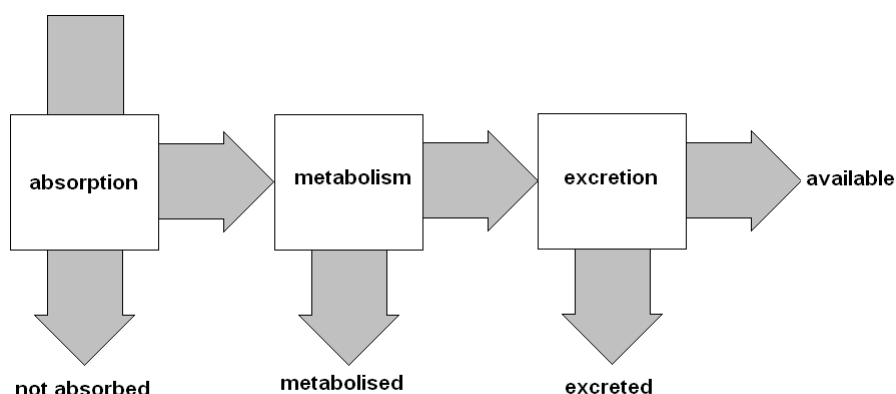 absorption
metabolism
excretion
available
not absorbed
metabolised
excreted